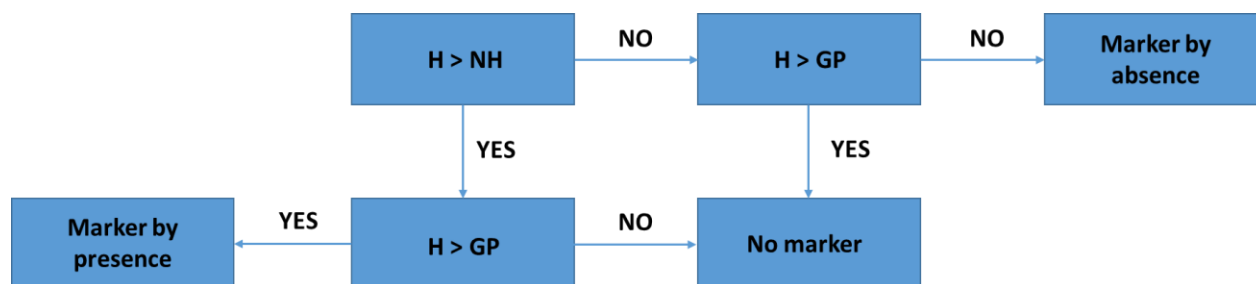 H > NH
NO
H > GP
NO
Marker by
absence
YES
YES
Marker by
presence
YES
H > GP
NO
No marker